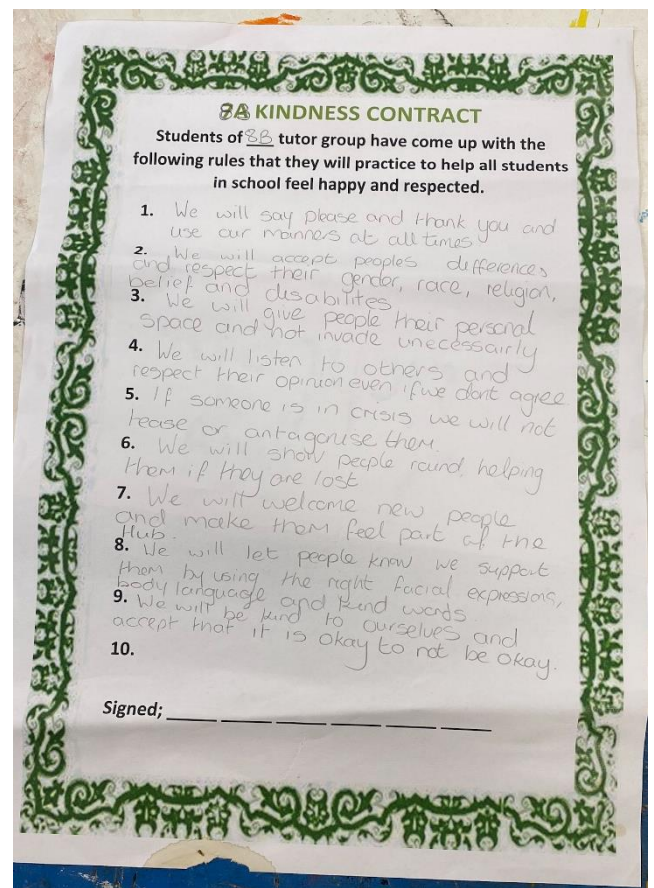 8A KINDNESS CONTRACT
Students of 8B tutor group have come up with the
following rules that they will practice to help all students
in school feel happy and respected.
1. We will say please and thank you and
use our manners at all times
2. We will accept peoples differences
and respect their gender, race, religion,
belief and disabilites
3. We will give people their personal
space and not invade unecessairly
4. We will listen to others and
respect their opinion even if we dont agree
5. If someone is in crisis we will not
tease or antagonise them.
6. We will show people round helping
them if they are lost
7. We will welcome new people
and make them feel part of the
Hub.
8. We will let people know we support
them by using the right facial expressions,
body language and kind words
9. We will be kind to ourselves and
accept that it is okay to not be okay.
10.
Signed;